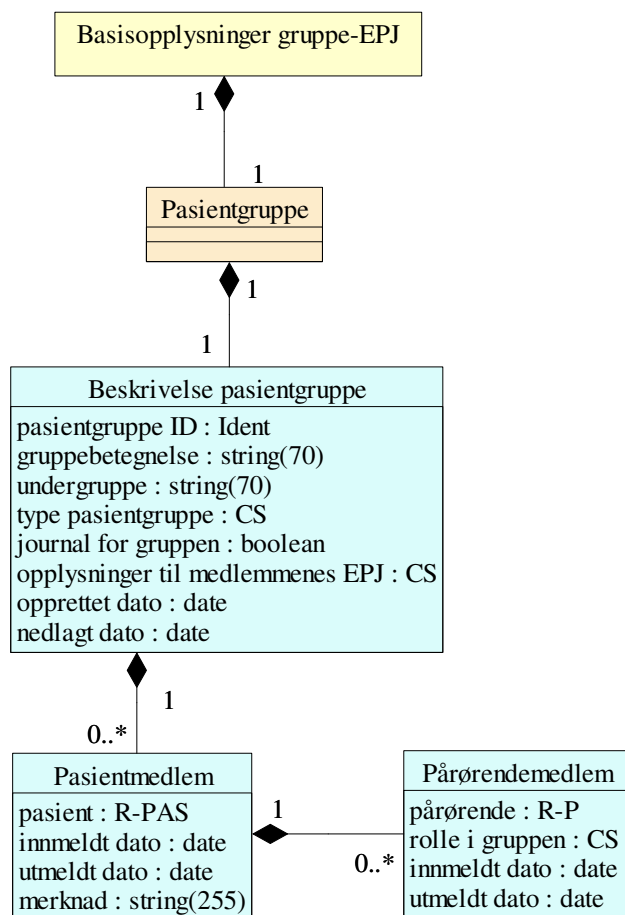 Basisopplysninger gruppe-EPJ
1
1
Pasientgruppe
1
1
Beskrivelse pasientgruppe
pasientgruppe ID : Ident
gruppebetegnelse : string(70)
undergruppe : string(70)
type pasientgruppe : CS
journal for gruppen : boolean
opplysninger til medlemmenes EPJ : CS
opprettet dato : date
nedlagt dato : date
1
0..*
Pasientmedlem
pasient : R-PAS
innmeldt dato : date
utmeldt dato : date
merknad : string(255)
1
0..*
Pårørendemedlem
pårørende : R-P
rolle i gruppen : CS
innmeldt dato : date
utmeldt dato : date